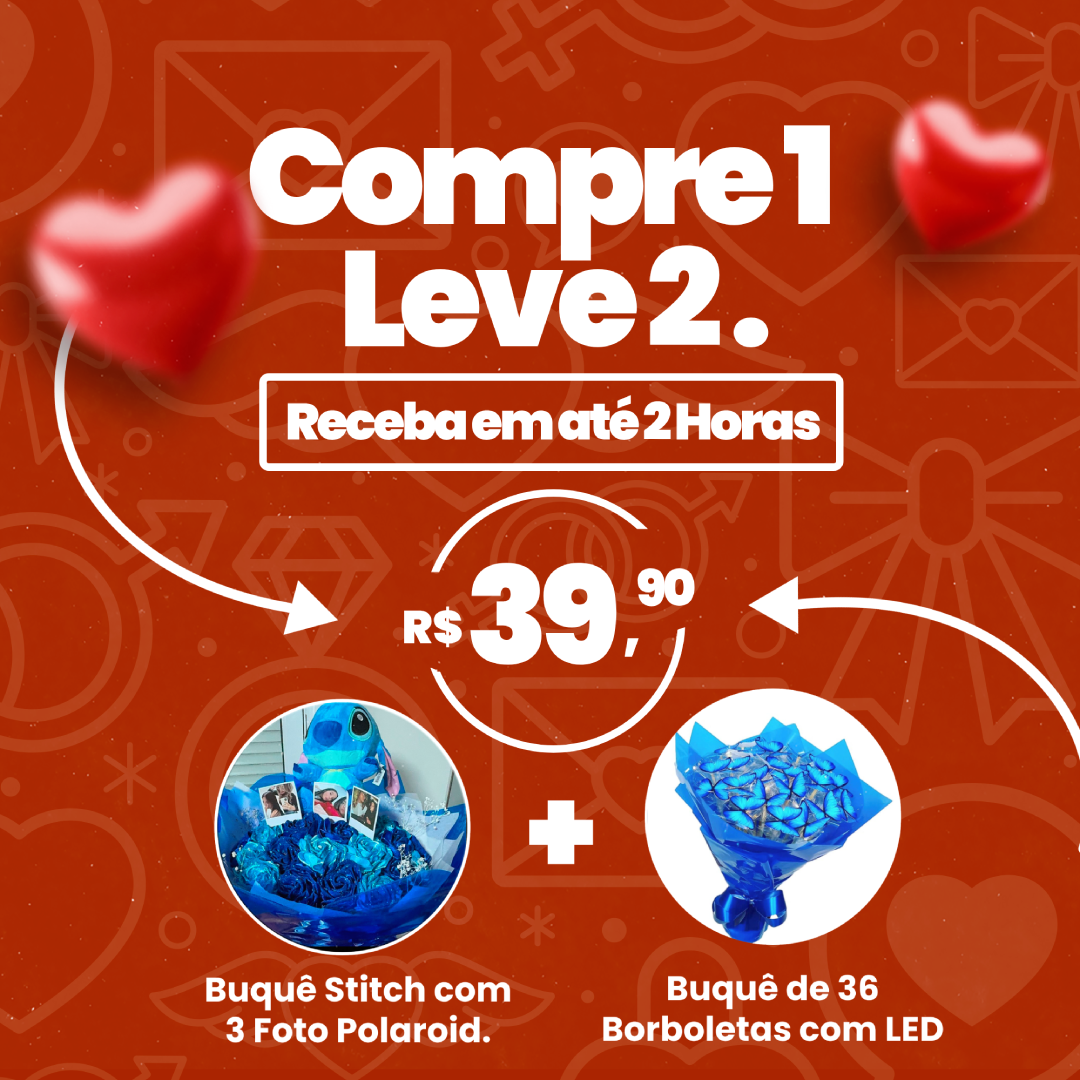 Compre 1
Leve 2.
Receba em até 2 Horas
R$ 39,90
Buquê Stitch com
3 Foto Polaroid.
Buquê de 36
Borboletas com LED